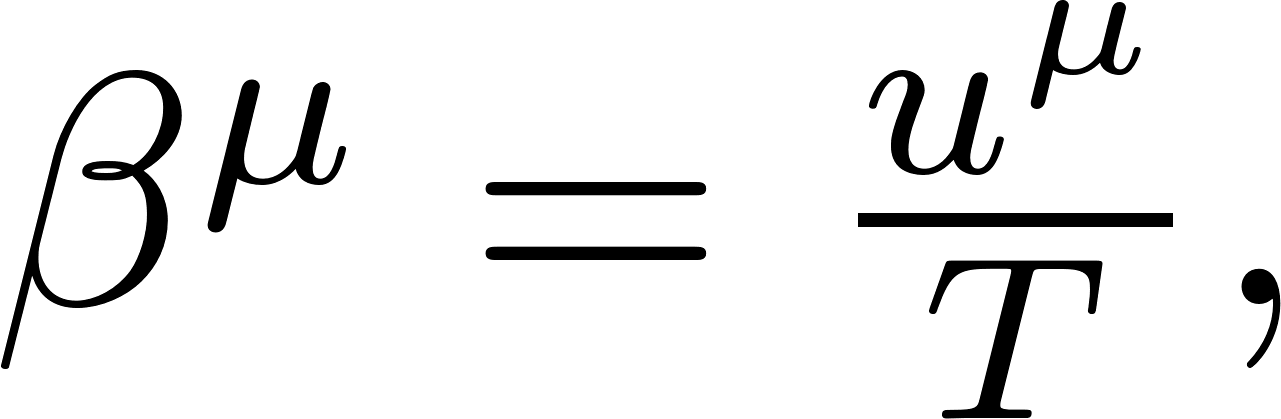 β^μ = u^μ / T ,